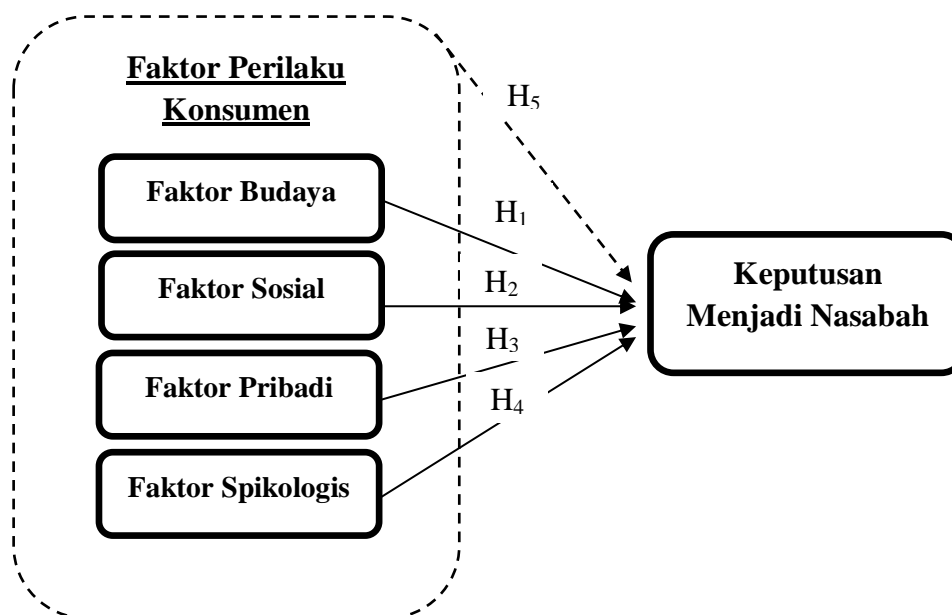 Faktor Perilaku
Konsumen
H₅
Faktor Budaya
H₁
Faktor Sosial
H₂
Keputusan
Menjadi Nasabah
H₃
Faktor Pribadi
H₄
Faktor Spikologis